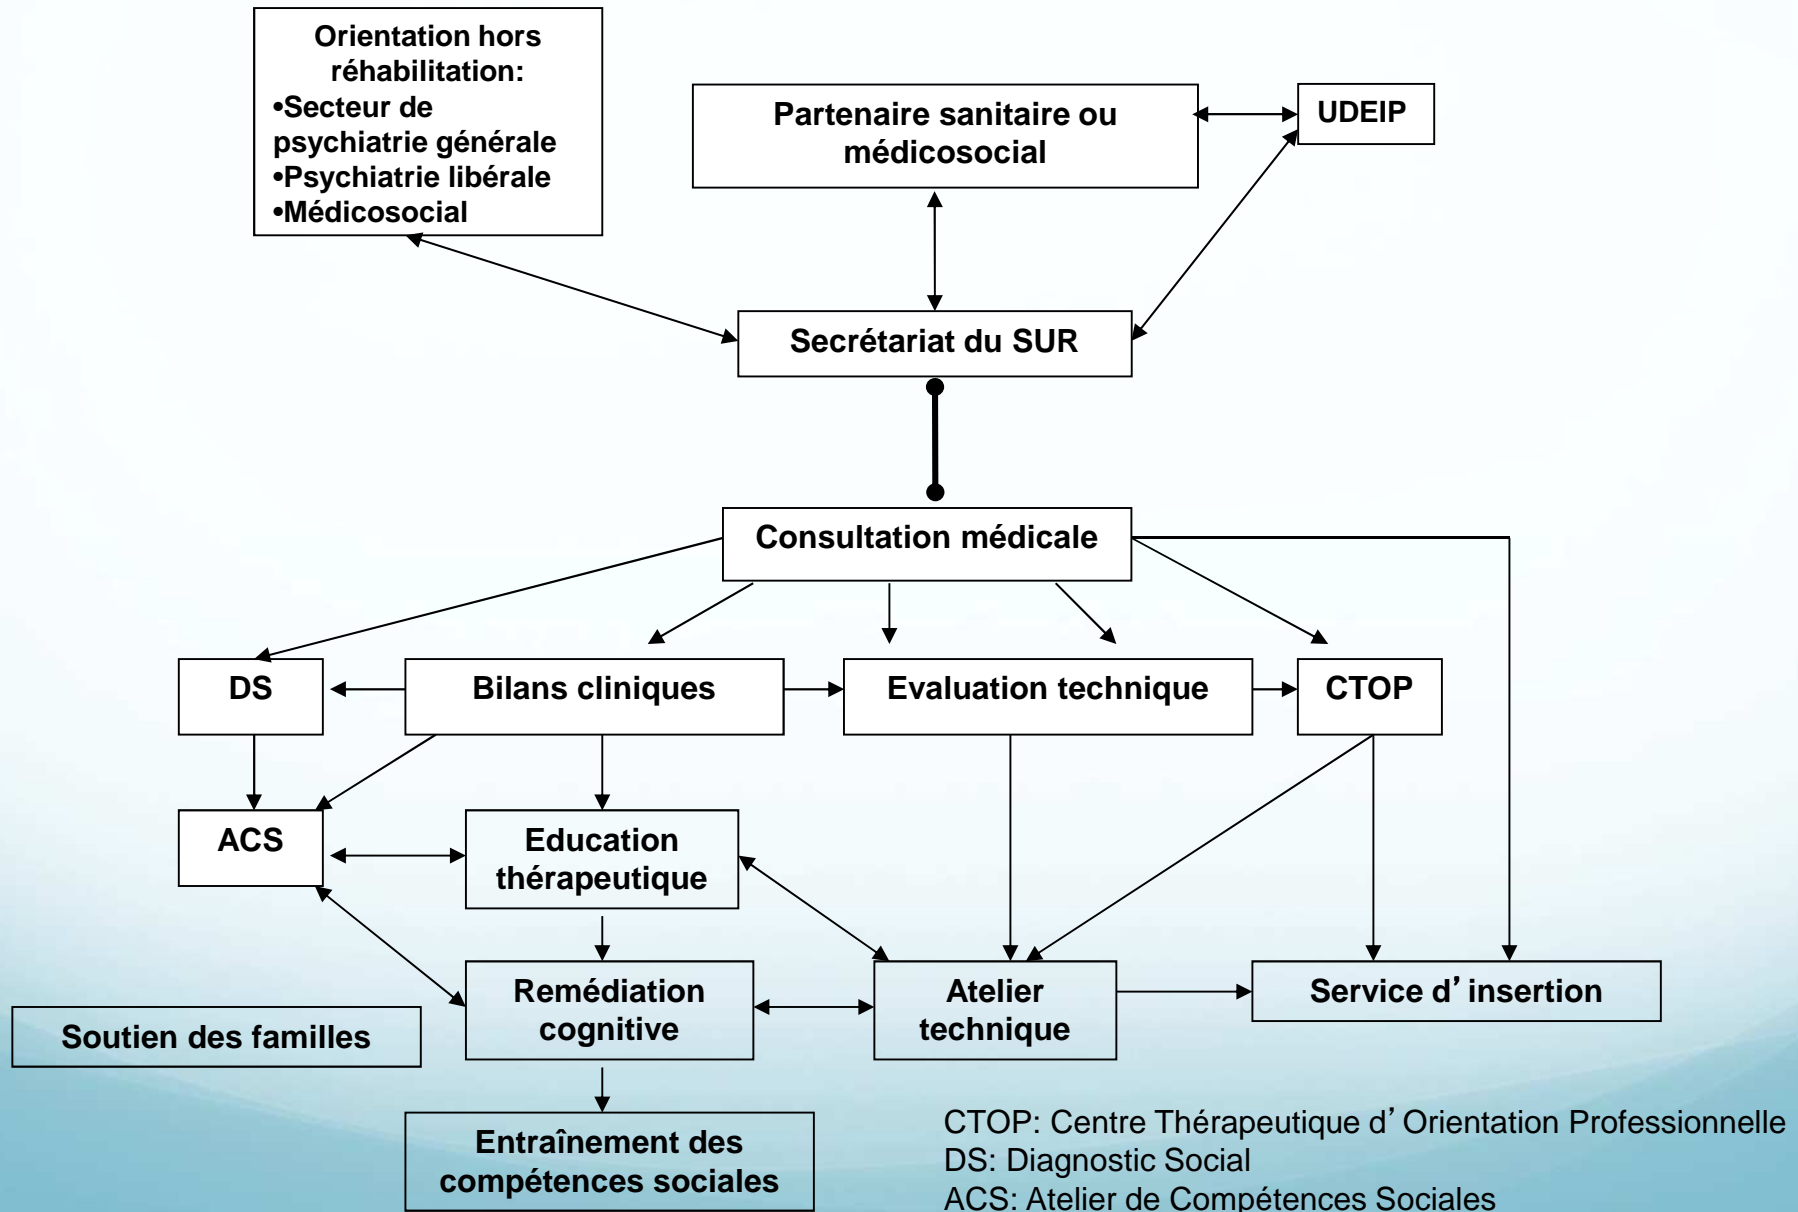 Orientation hors
réhabilitation:
•Secteur de
psychiatrie générale
•Psychiatrie libérale
•Médicosocial
Partenaire sanitaire ou
médicosocial
UDEIP
Secrétariat du SUR
Consultation médicale
DS
Bilans cliniques
Evaluation technique
CTOP
ACS
Education
thérapeutique
Remédiation
cognitive
Atelier
technique
Service d’ insertion
Soutien des familles
Entraînement des
compétences sociales
CTOP: Centre Thérapeutique d’ Orientation Professionnelle
DS: Diagnostic Social
ACS: Atelier de Compétences Sociales